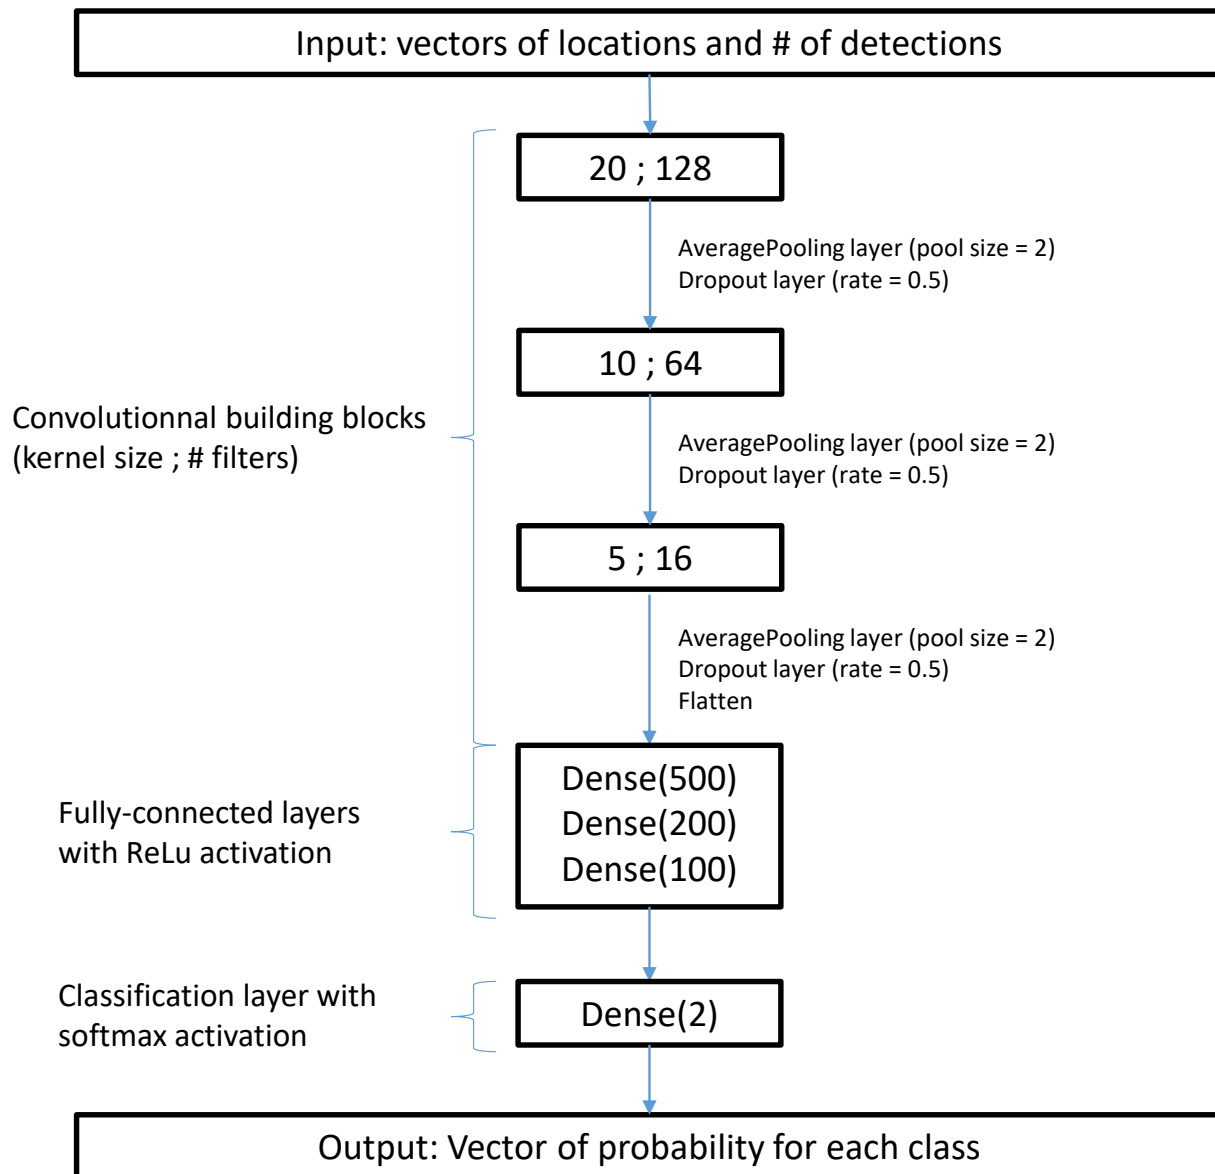 Input: vectors of locations and # of detections
20 ; 128
AveragePooling layer (pool size = 2)
Dropout layer (rate = 0.5)
10 ; 64
Convolutionnal building blocks
(kernel size ; # filters)
AveragePooling layer (pool size = 2)
Dropout layer (rate = 0.5)
5 ; 16
AveragePooling layer (pool size = 2)
Dropout layer (rate = 0.5)
Flatten
Fully-connected layers
with ReLu activation
Dense(500)
Dense(200)
Dense(100)
Classification layer with
softmax activation
Dense(2)
Output: Vector of probability for each class